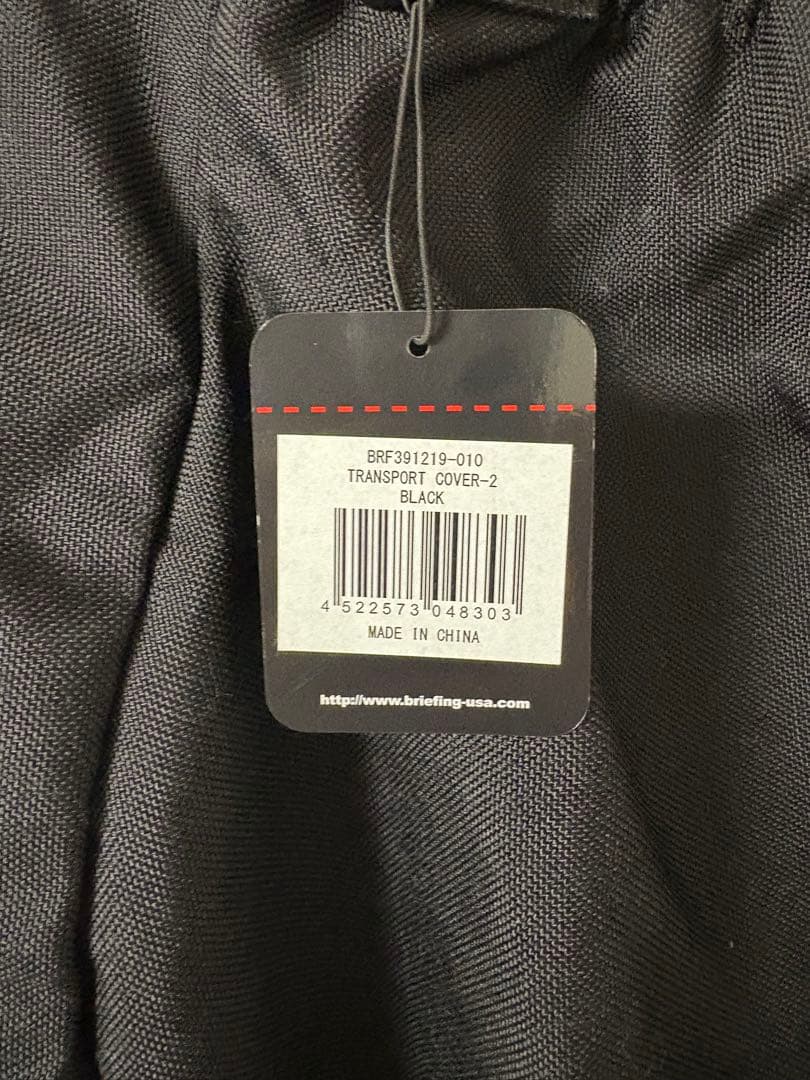 BRF391219-010
TRANSPORT COVER-2
BLACK
4 522573 048303
MADE IN CHINA
http://www.briefing-usa.com